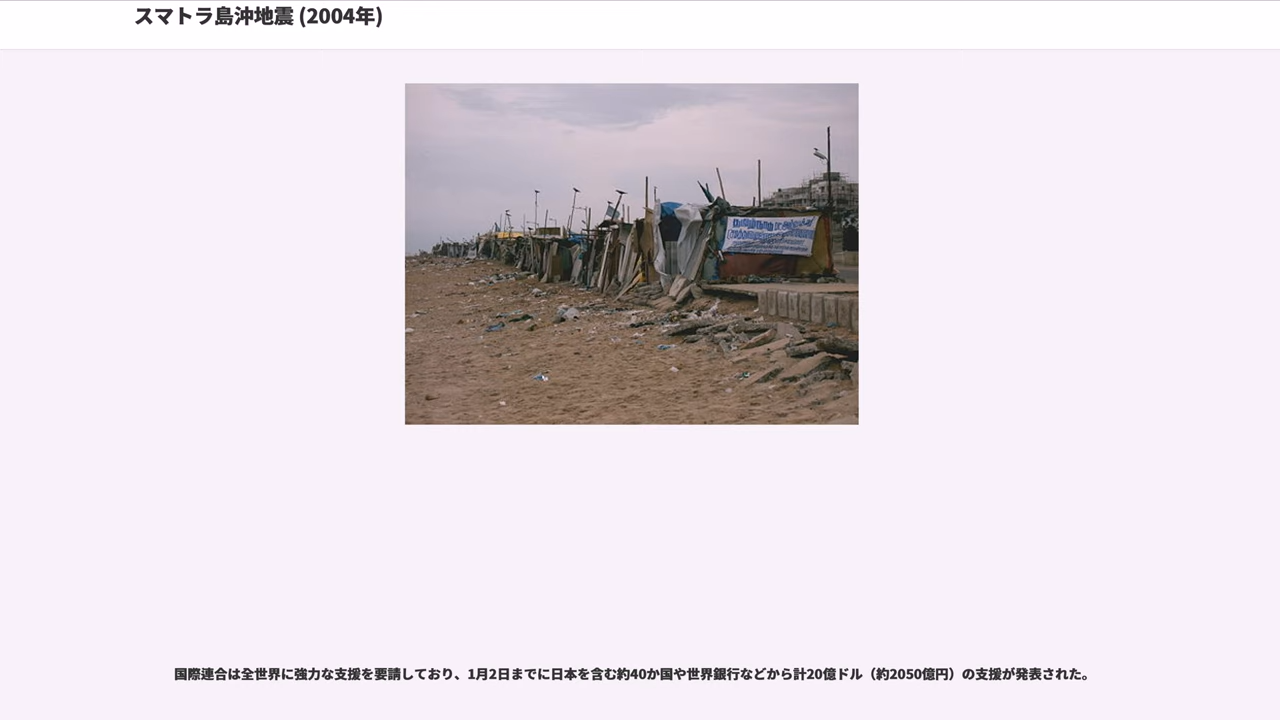 スマトラ島沖地震 (2004年)
国際連合は全世界に強力な支援を要請しており、1月2日までに日本を含む約40か国や世界銀行などから計20億ドル（約2050億円）の支援が発表された。